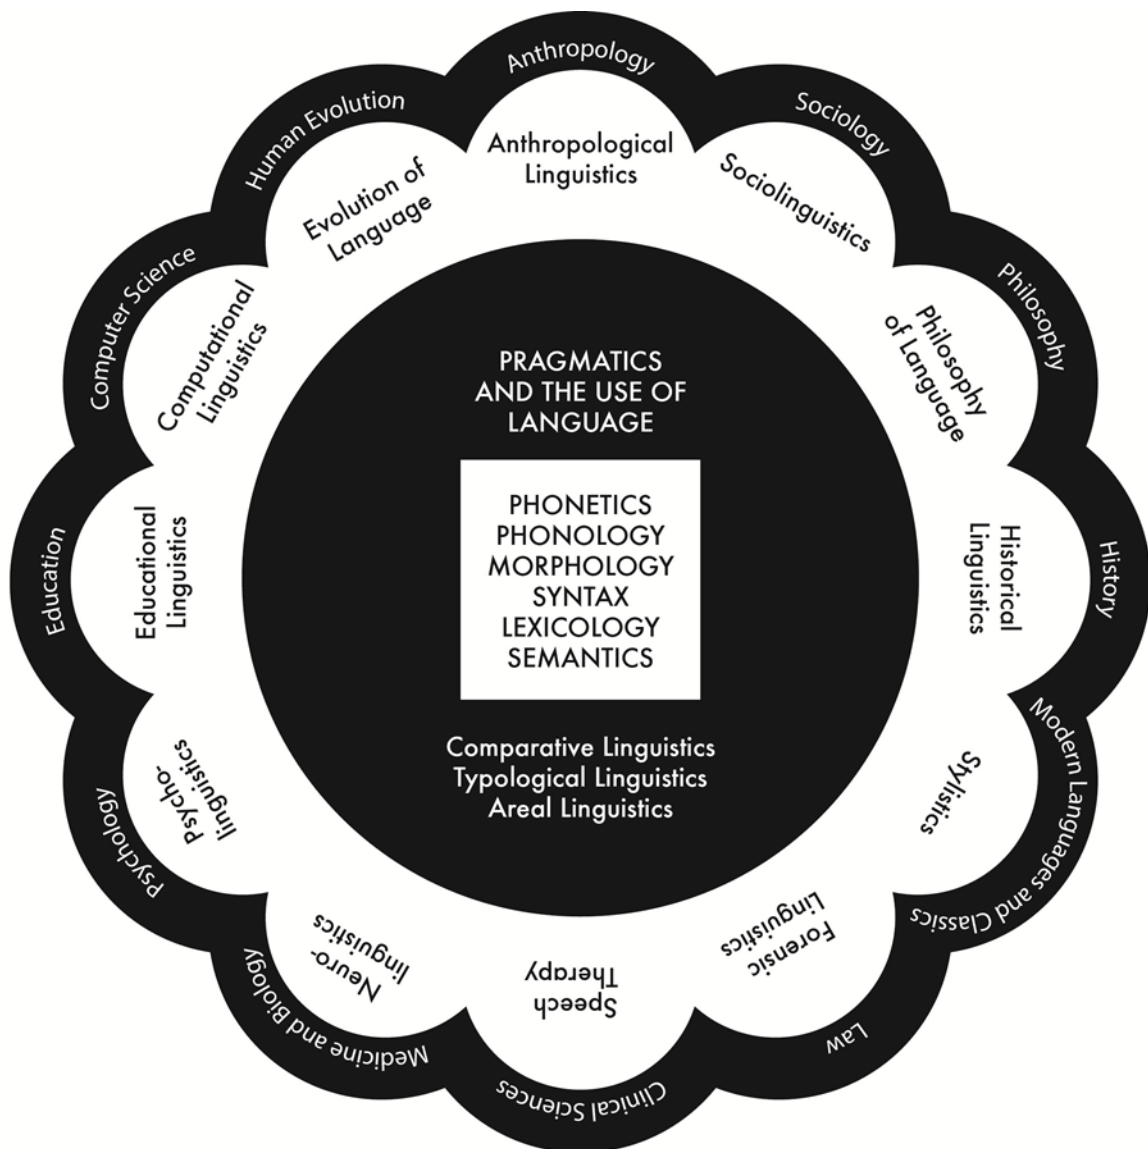 Anthropology
Anthropological
Linguistics
Sociology
Sociolinguistics
Philosophy
Philosophy
of Language
History
Historical
Linguistics
Modern Languages and Classics
Stylistics
Law
Forensic
Linguistics
Clinical Sciences
Speech
Therapy
Medicine and Biology
Neuro-
linguistics
Psychology
Psycho-
linguistics
Education
Educational
Linguistics
Computer Science
Computational
Linguistics
Human Evolution
Evolution of
Language
PRAGMATICS
AND THE USE OF
LANGUAGE
PHONETICS
PHONOLOGY
MORPHOLOGY
SYNTAX
LEXICOLOGY
SEMANTICS
Comparative Linguistics
Typological Linguistics
Areal Linguistics